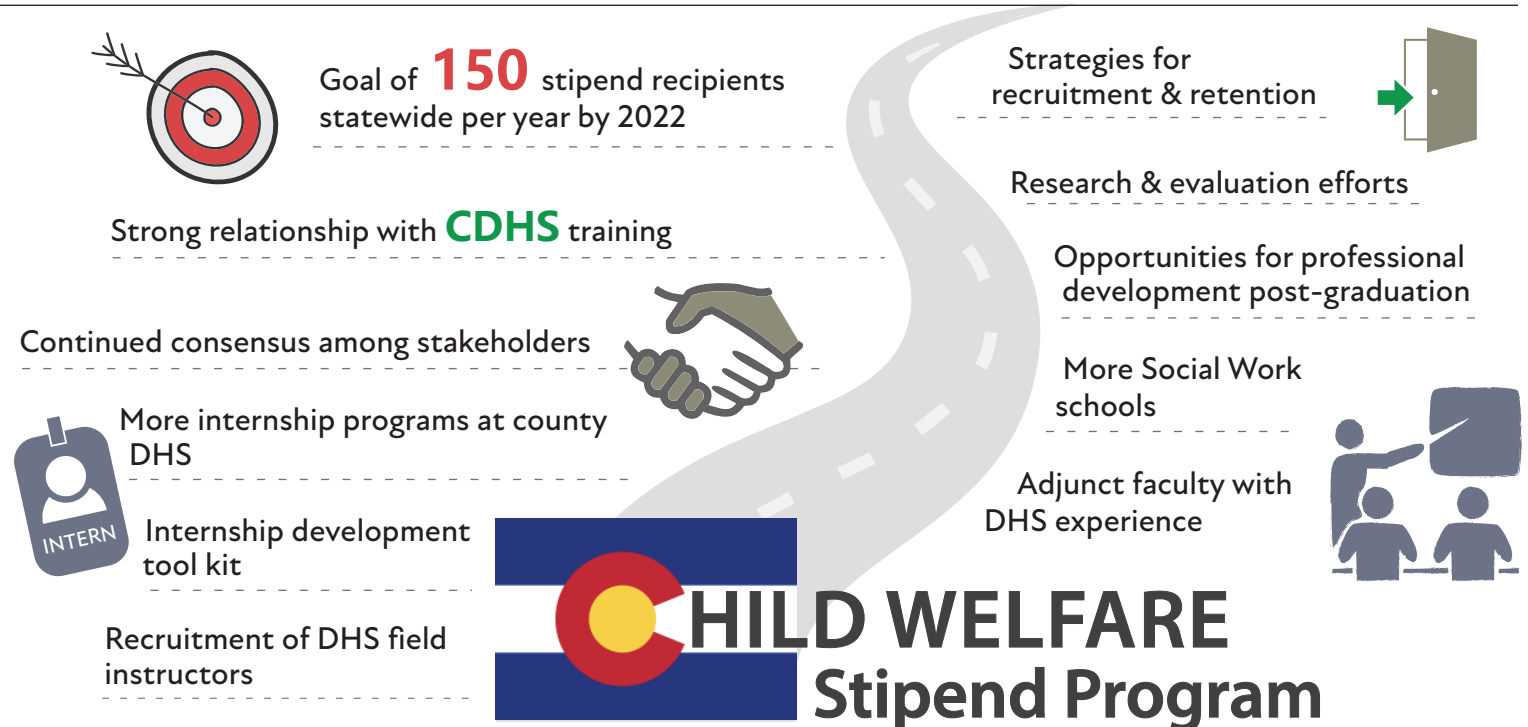 Goal of 150 stipend recipients
statewide per year by 2022
Strong relationship with CDHS training
Continued consensus among stakeholders
More internship programs at county
DHS
INTERN
Internship development
tool kit
Recruitment of DHS field
instructors
Strategies for
recruitment & retention
Research & evaluation efforts
Opportunities for professional
development post-graduation
More Social Work
schools
Adjunct faculty with
DHS experience
CHILD WELFARE
Stipend Program